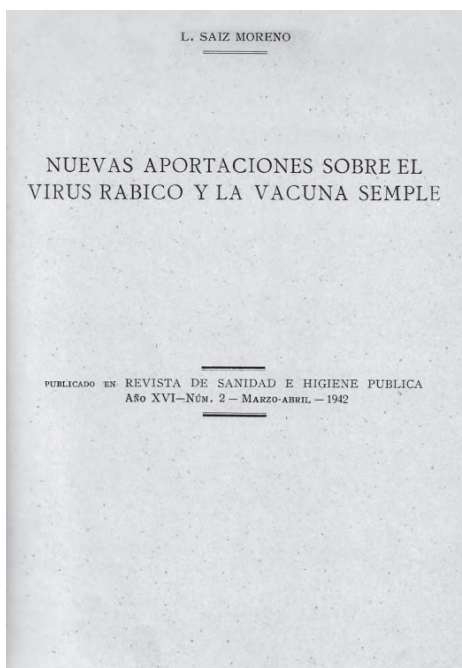 L. SAIZ MORENO
NUEVAS APORTACIONES SOBRE EL
VIRUS RABICO Y LA VACUNA SEMPLE
PUBLICADO EN REVISTA DE SANIDAD E HIGIENE PUBLICA
AÑO XVI—NÚM. 2 — MARZO-ABRIL — 1942